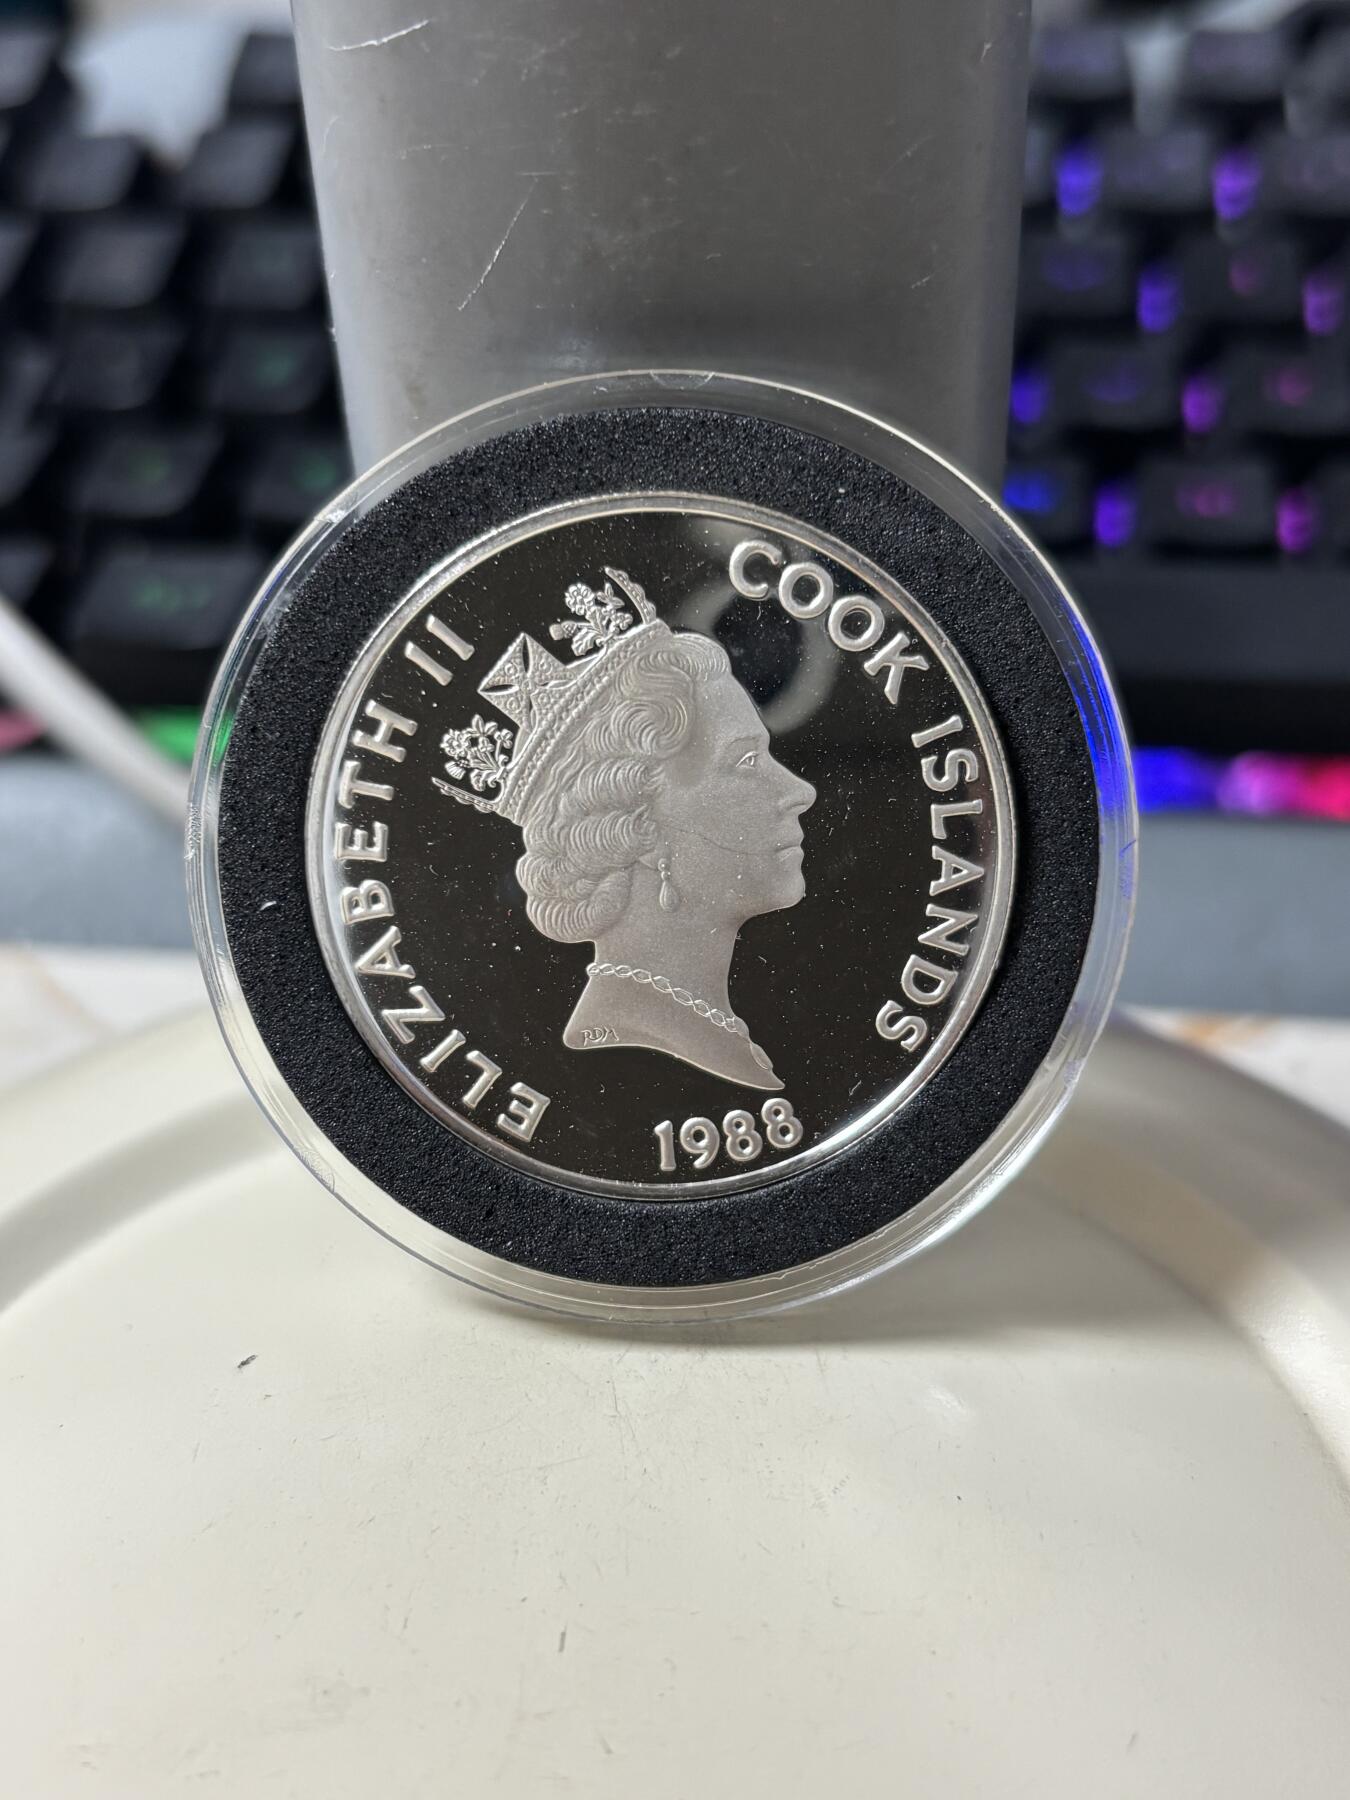 ELIZABETH II
COOK ISLANDS
RDM
1988